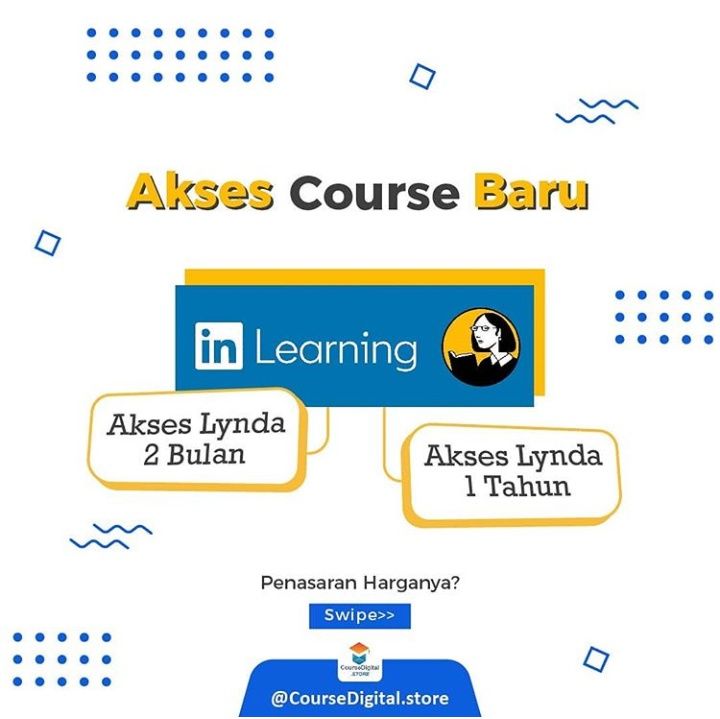 Akses Course Baru
in Learning
Akses Lynda
2 Bulan
Akses Lynda
1 Tahun
Penasaran Harganya?
Swipe>>
CourseDigital
.STORE
@CourseDigital.store